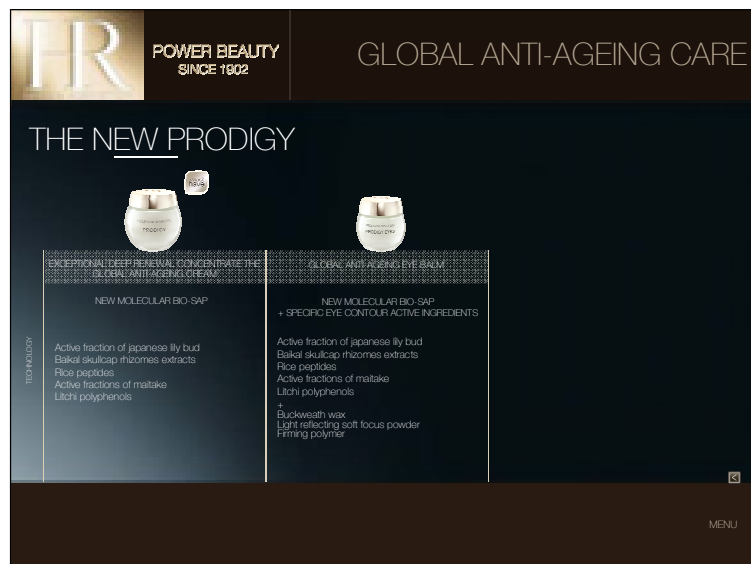 HR
POWER BEAUTY
SINCE 1902
GLOBAL ANTI-AGEING CARE
THE NEW PRODIGY
PRODIGY
PRODIGY EYES
EXCEPTIONAL DEEP RENEWAL CONCENTRATE THE
GLOBAL ANTI-AGEING CREAM
GLOBAL ANTI-AGEING EYE BALM
NEW MOLECULAR BIO-SAP
NEW MOLECULAR BIO-SAP
+ SPECIFIC EYE CONTOUR ACTIVE INGREDIENTS
TECHNOLOGY
Active fraction of japanese lily bud
Baikal skullcap rhizomes extracts
Rice peptides
Active fractions of maitake
Litchi polyphenols
Active fraction of japanese lily bud
Baikal skullcap rhizomes extracts
Rice peptides
Active fractions of maitake
Litchi polyphenols
+
Buckweath wax
Light reflecting soft focus powder
Firming polymer
MENU